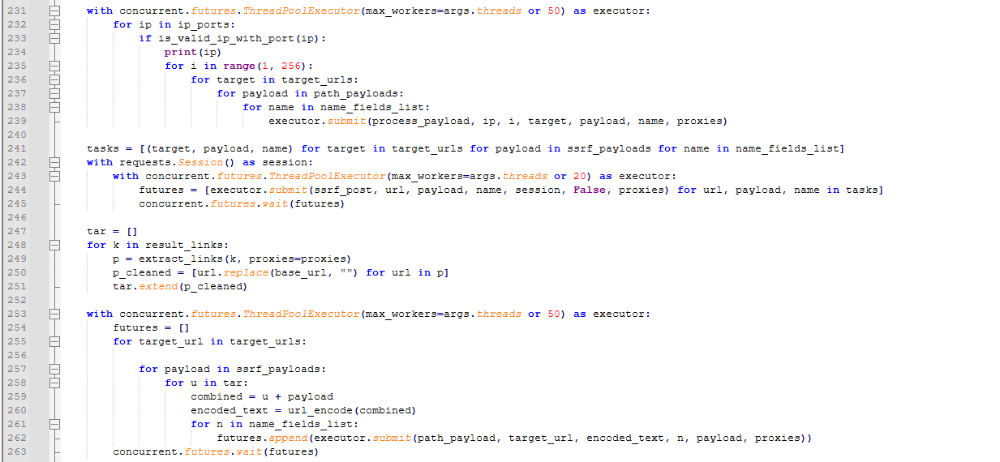 231 with concurrent.futures.ThreadPoolExecutor(max_workers=args.threads or 50) as executor:
232 for ip in ip_ports:
233 if is_valid_ip_with_port(ip):
234 print(ip)
235 for i in range(1, 256):
236 for target in target_urls:
237 for payload in path_payloads:
238 for name in name_fields_list:
239 executor.submit(process_payload, ip, i, target, payload, name, proxies)
240
241 tasks = [(target, payload, name) for target in target_urls for payload in ssrf_payloads for name in name_fields_list]
242 with requests.Session() as session:
243 with concurrent.futures.ThreadPoolExecutor(max_workers=args.threads or 20) as executor:
244 futures = [executor.submit(ssrf_post, url, payload, name, session, False, proxies) for url, payload, name in tasks]
245 concurrent.futures.wait(futures)
246
247 tar = []
248 for k in result_links:
249 p = extract_links(k, proxies=proxies)
250 p_cleaned = [url.replace(base_url, "") for url in p]
251 tar.extend(p_cleaned)
252
253 with concurrent.futures.ThreadPoolExecutor(max_workers=args.threads or 50) as executor:
254 futures = []
255 for target_url in target_urls:
256
257 for payload in ssrf_payloads:
258 for u in tar:
259 combined = u + payload
260 encoded_text = url_encode(combined)
261 for n in name_fields_list:
262 futures.append(executor.submit(path_payload, target_url, encoded_text, n, payload, proxies))
263 concurrent.futures.wait(futures)